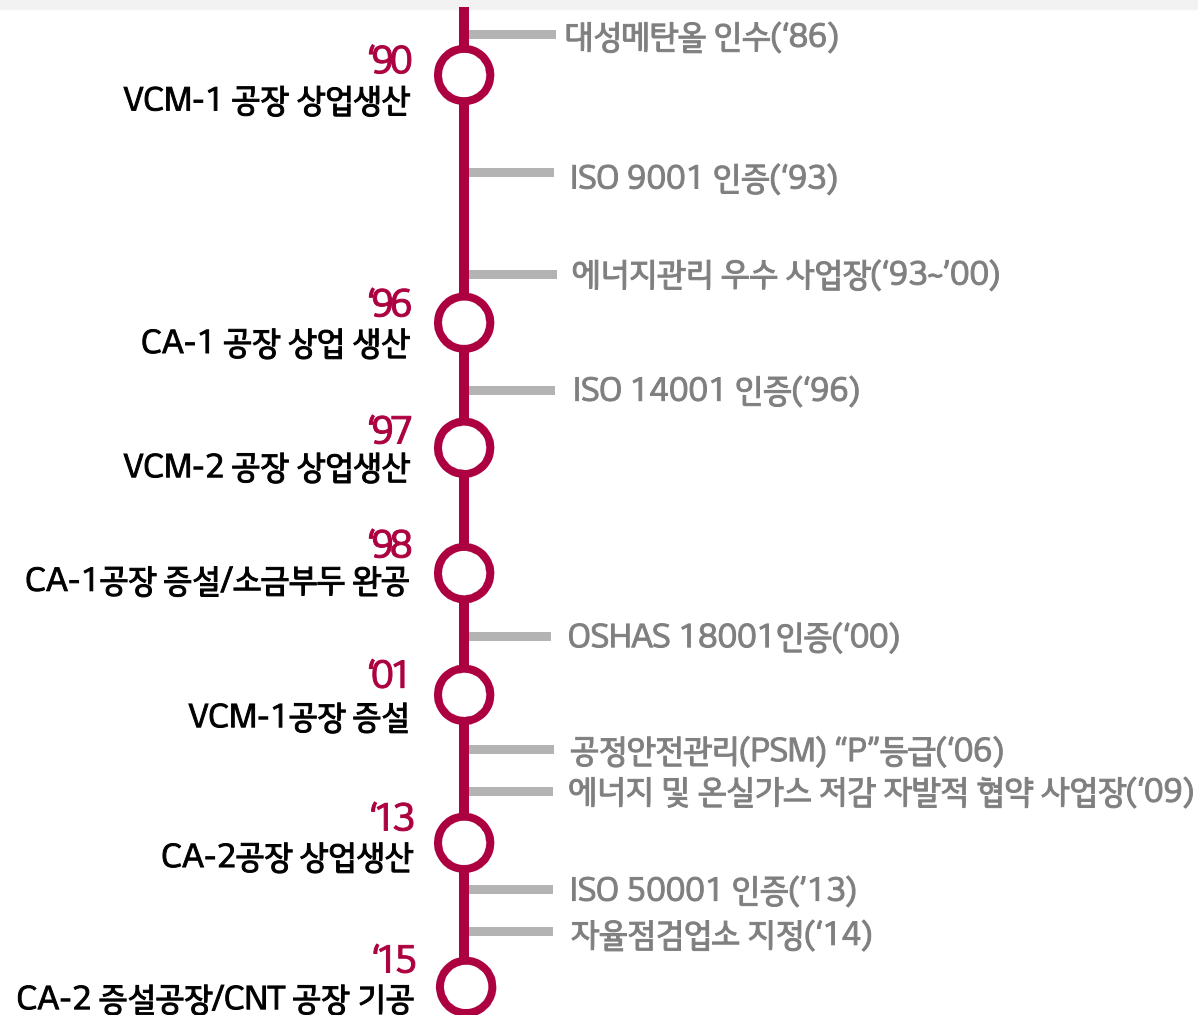 대성메탄올 인수(‘86)
‘90
VCM-1 공장 상업생산
ISO 9001 인증(‘93)
에너지관리 우수 사업장(‘93~’00)
‘96
CA-1 공장 상업 생산
ISO 14001 인증(‘96)
‘97
VCM-2 공장 상업생산
‘98
CA-1공장 증설/소금부두 완공
OSHAS 18001인증(‘00)
‘01
VCM-1공장 증설
공정안전관리(PSM) “P”등급(‘06)
에너지 및 온실가스 저감 자발적 협약 사업장(‘09)
‘13
CA-2공장 상업생산
ISO 50001 인증(’13)
자율점검업소 지정(‘14)
‘15
CA-2 증설공장/CNT 공장 기공